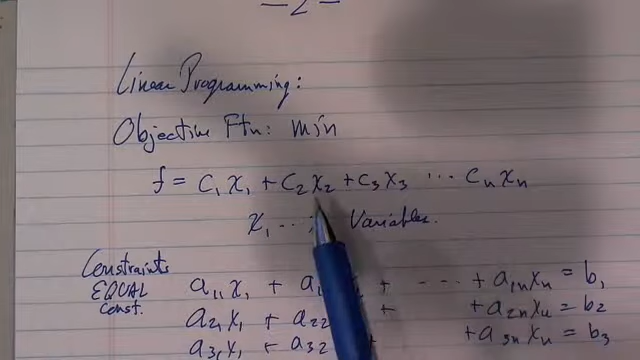 —2—
Linear Programming:
Objective Ftn: min
f = C₁x₁ + C₂x₂ + C₃x₃ ... Cₙxₙ
x₁ ... Variables.
Constraints
EQUAL
Const.
a₁₁x₁ + a₁ + ... + a₁ₙxₙ = b₁
a₂₁x₁ + a₂₂ + + a₂ₙxₙ = b₂
a₃₁x₁ + a₃₂ + + a₃ₙxₙ = b₃